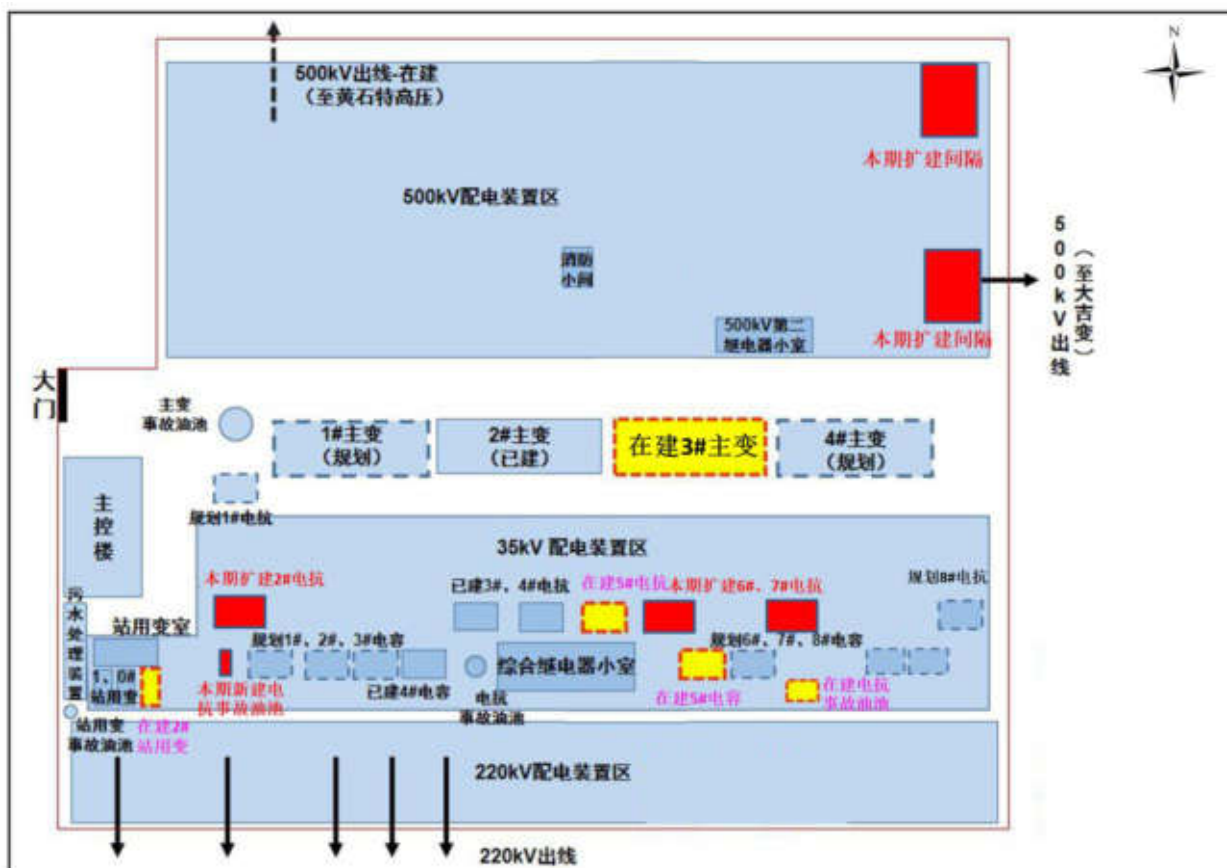 N
500kV出线-在建
（至黄石特高压）
本期扩建间隔
500kV配电装置区
消防
小间
500kV出线
（至大吉变）
500kV第二
继电器小室
本期扩建间隔
大门
主变
事故油池
1#主变
（规划）
2#主变
（已建）
在建3#主变
4#主变
（规划）
主控楼
规划1#电抗
35kV 配电装置区
本期扩建2#电抗
已建3#、4#电抗
在建5#电抗
本期扩建6#、7#电抗
规划8#电抗
污水处理装置
站用变室
规划1#、2#、3#电容
规划6#、7#、8#电容
综合继电器小室
1、0#
站用变
本期新建电
抗事故油池
已建4#电容
电抗
事故油池
在建5#电容
在建电抗
事故油池
站用变
事故油池
在建2#
站用变
220kV配电装置区
220kV出线